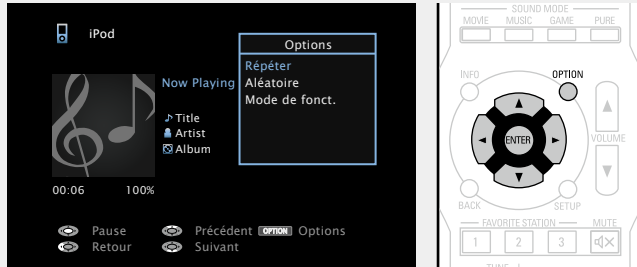 iPod
Options
Répéter
Aléatoire
Mode de fonct.
Now Playing
Title
Artist
Album
00:06 100%
Pause Précédent OPTION Options
Retour Suivant
SOUND MODE
MOVIE MUSIC GAME PURE
INFO OPTION
ENTER
VOLUME
BACK SETUP
FAVORITE STATION MUTE
1 2 3
TUNE